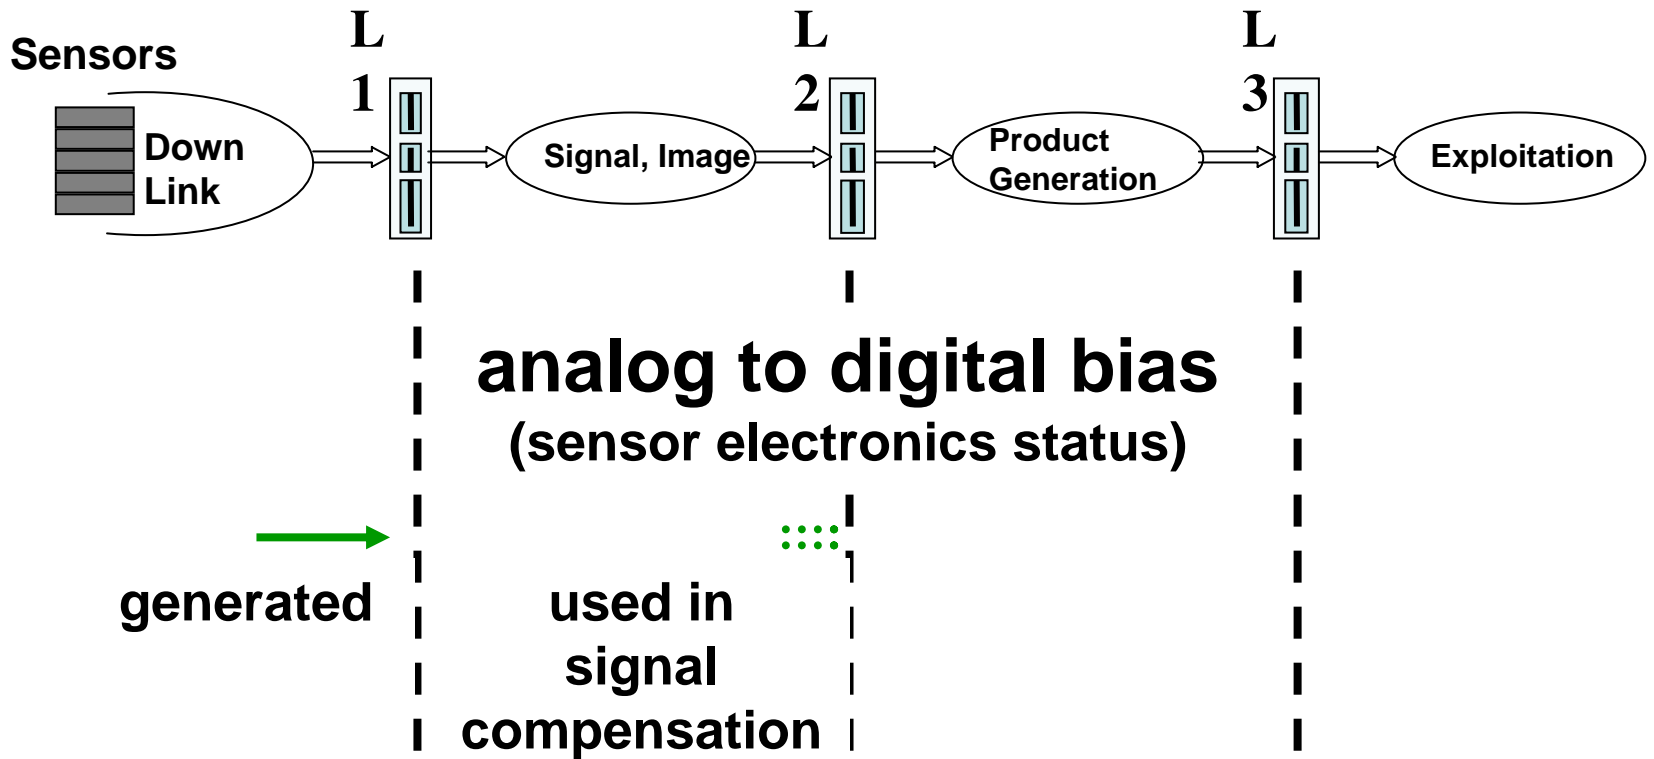 Sensors
Down
Link
L
1
Signal, Image
L
2
Product
Generation
L
3
Exploitation
analog to digital bias
(sensor electronics status)
generated
used in
signal
compensation